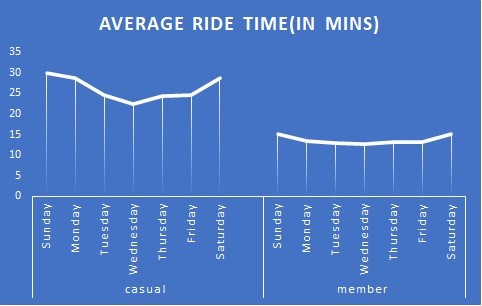 AVERAGE RIDE TIME(IN MINS)
35
30
25
20
15
10
5
0
Sunday
Monday
Tuesday
Wednesday
Thursday
Friday
Saturday
Sunday
Monday
Tuesday
Wednesday
Thursday
Friday
Saturday
casual
member